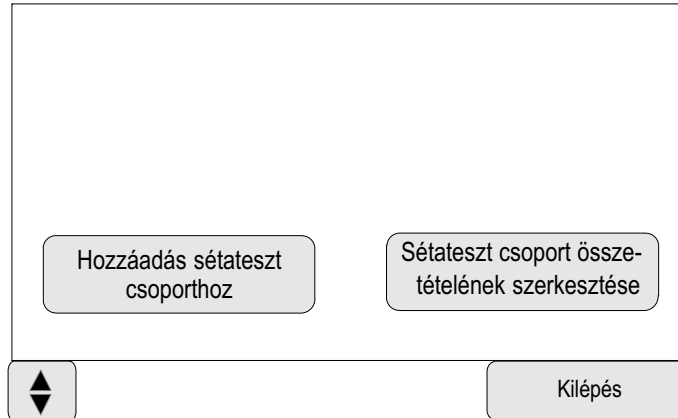 Hozzáadás sétateszt
csoporthoz
Sétateszt csoport össze-
tételének szerkesztése
Kilépés